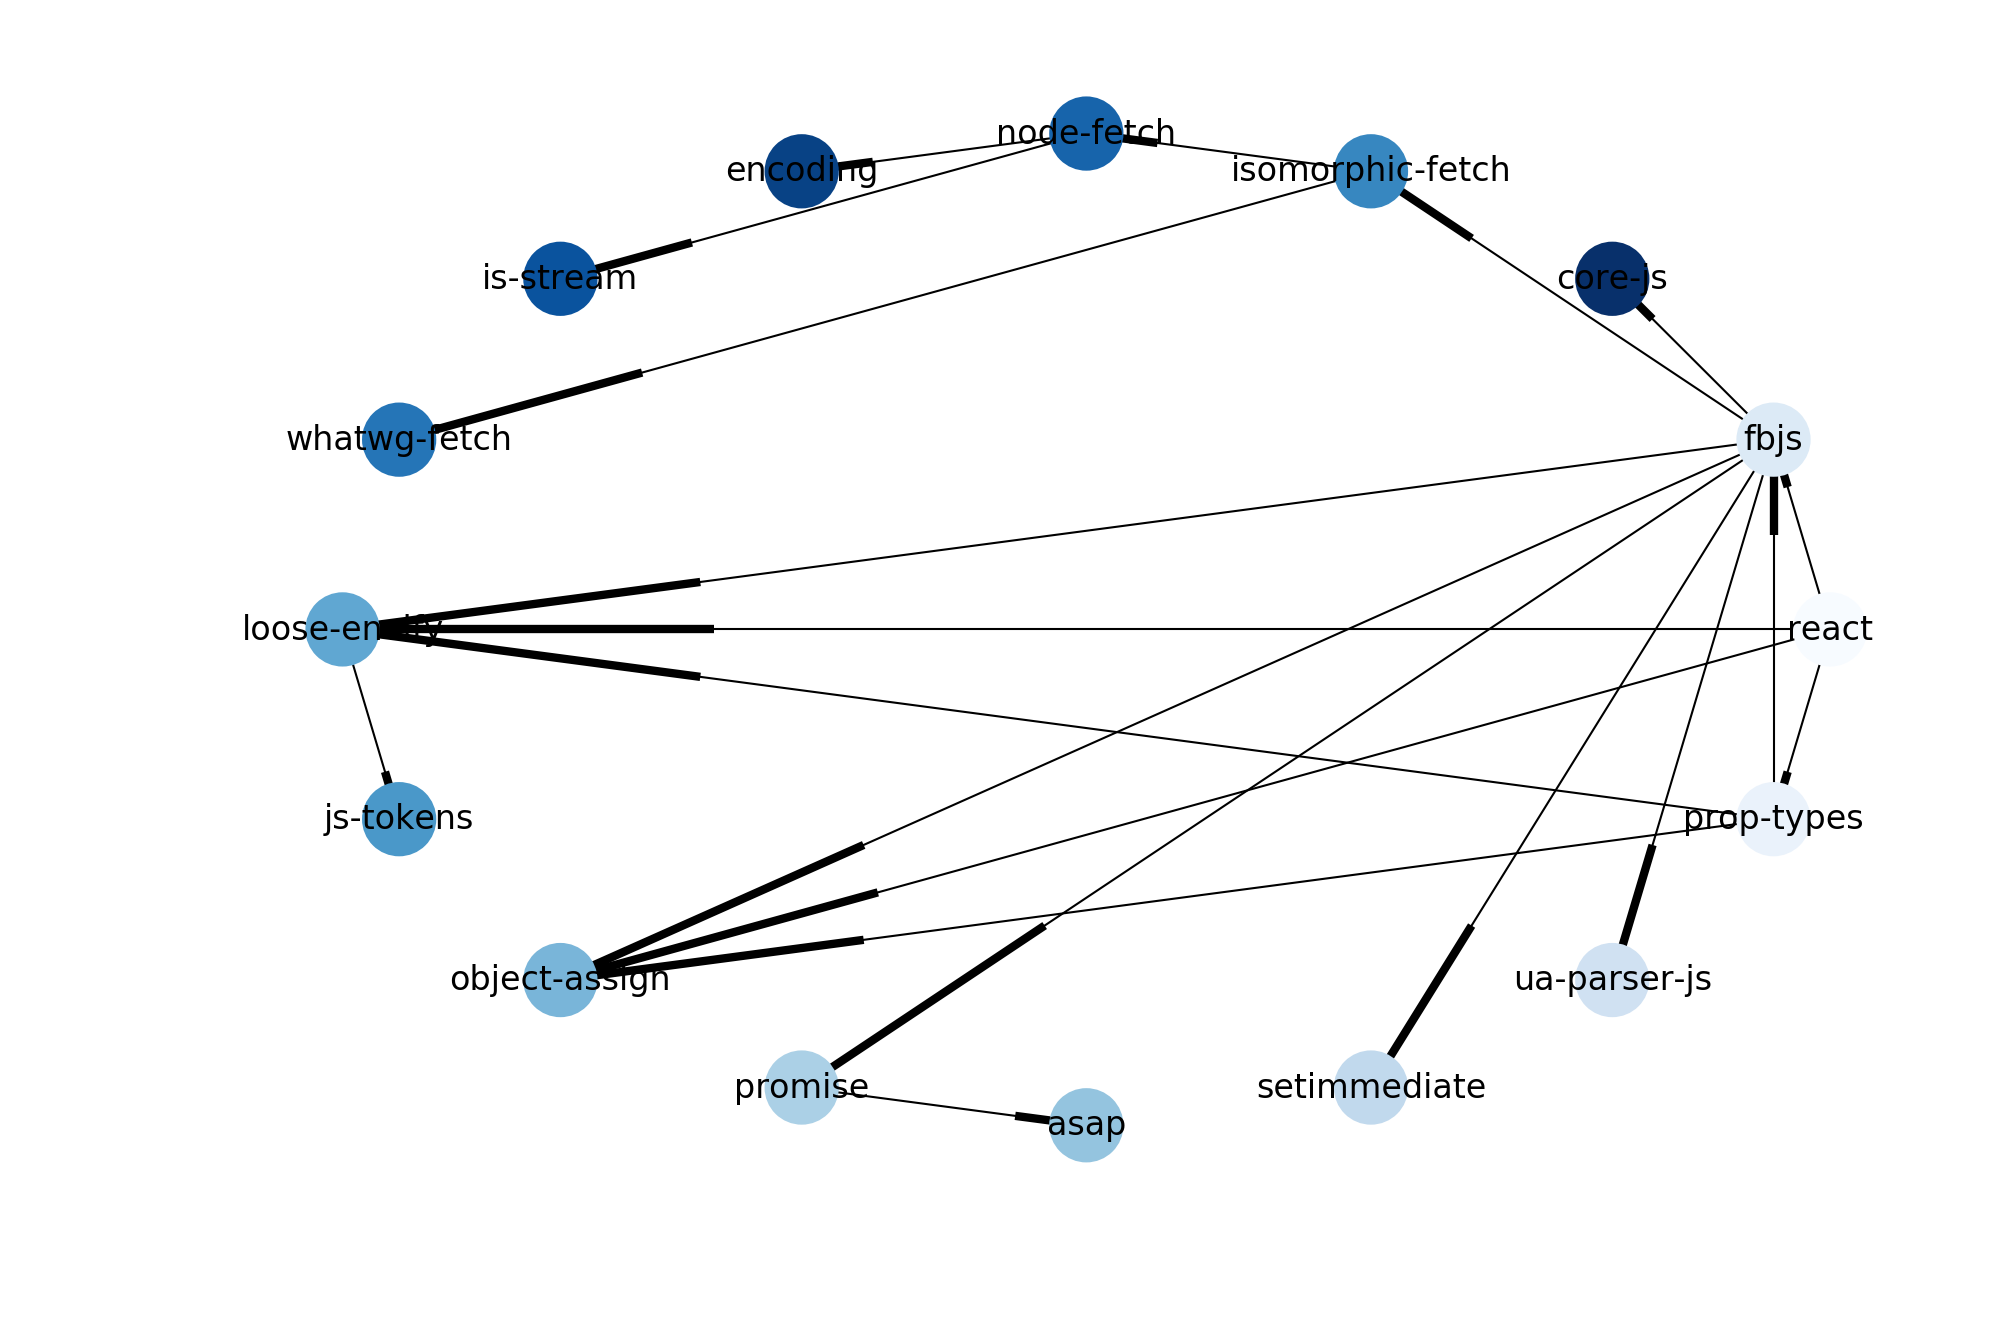 node-fetch
encoding
isomorphic-fetch
is-stream
core-js
whatwg-fetch
fbjs
loose-envify
react
js-tokens
prop-types
object-assign
ua-parser-js
promise
setimmediate
asap